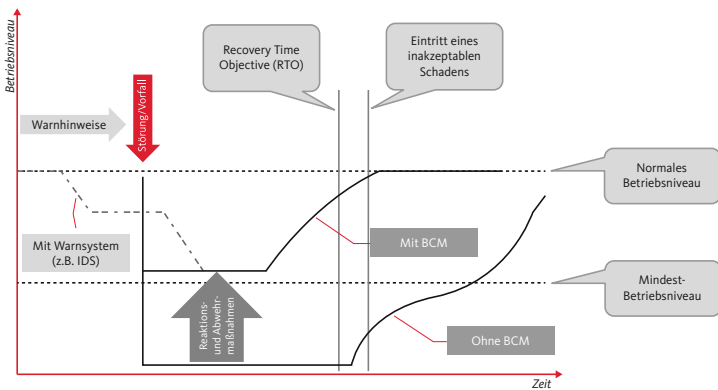 Betriebsniveau
Recovery Time
Objective (RTO)
Eintritt eines
inakzeptablen
Schadens
Warnhinweise
Störung/Vorfall
Normales
Betriebsniveau
Mit Warnsystem
(z.B. IDS)
Mit BCM
Reaktions-
und Abwehr-
maßnahmen
Mindest-
Betriebsniveau
Ohne BCM
Zeit